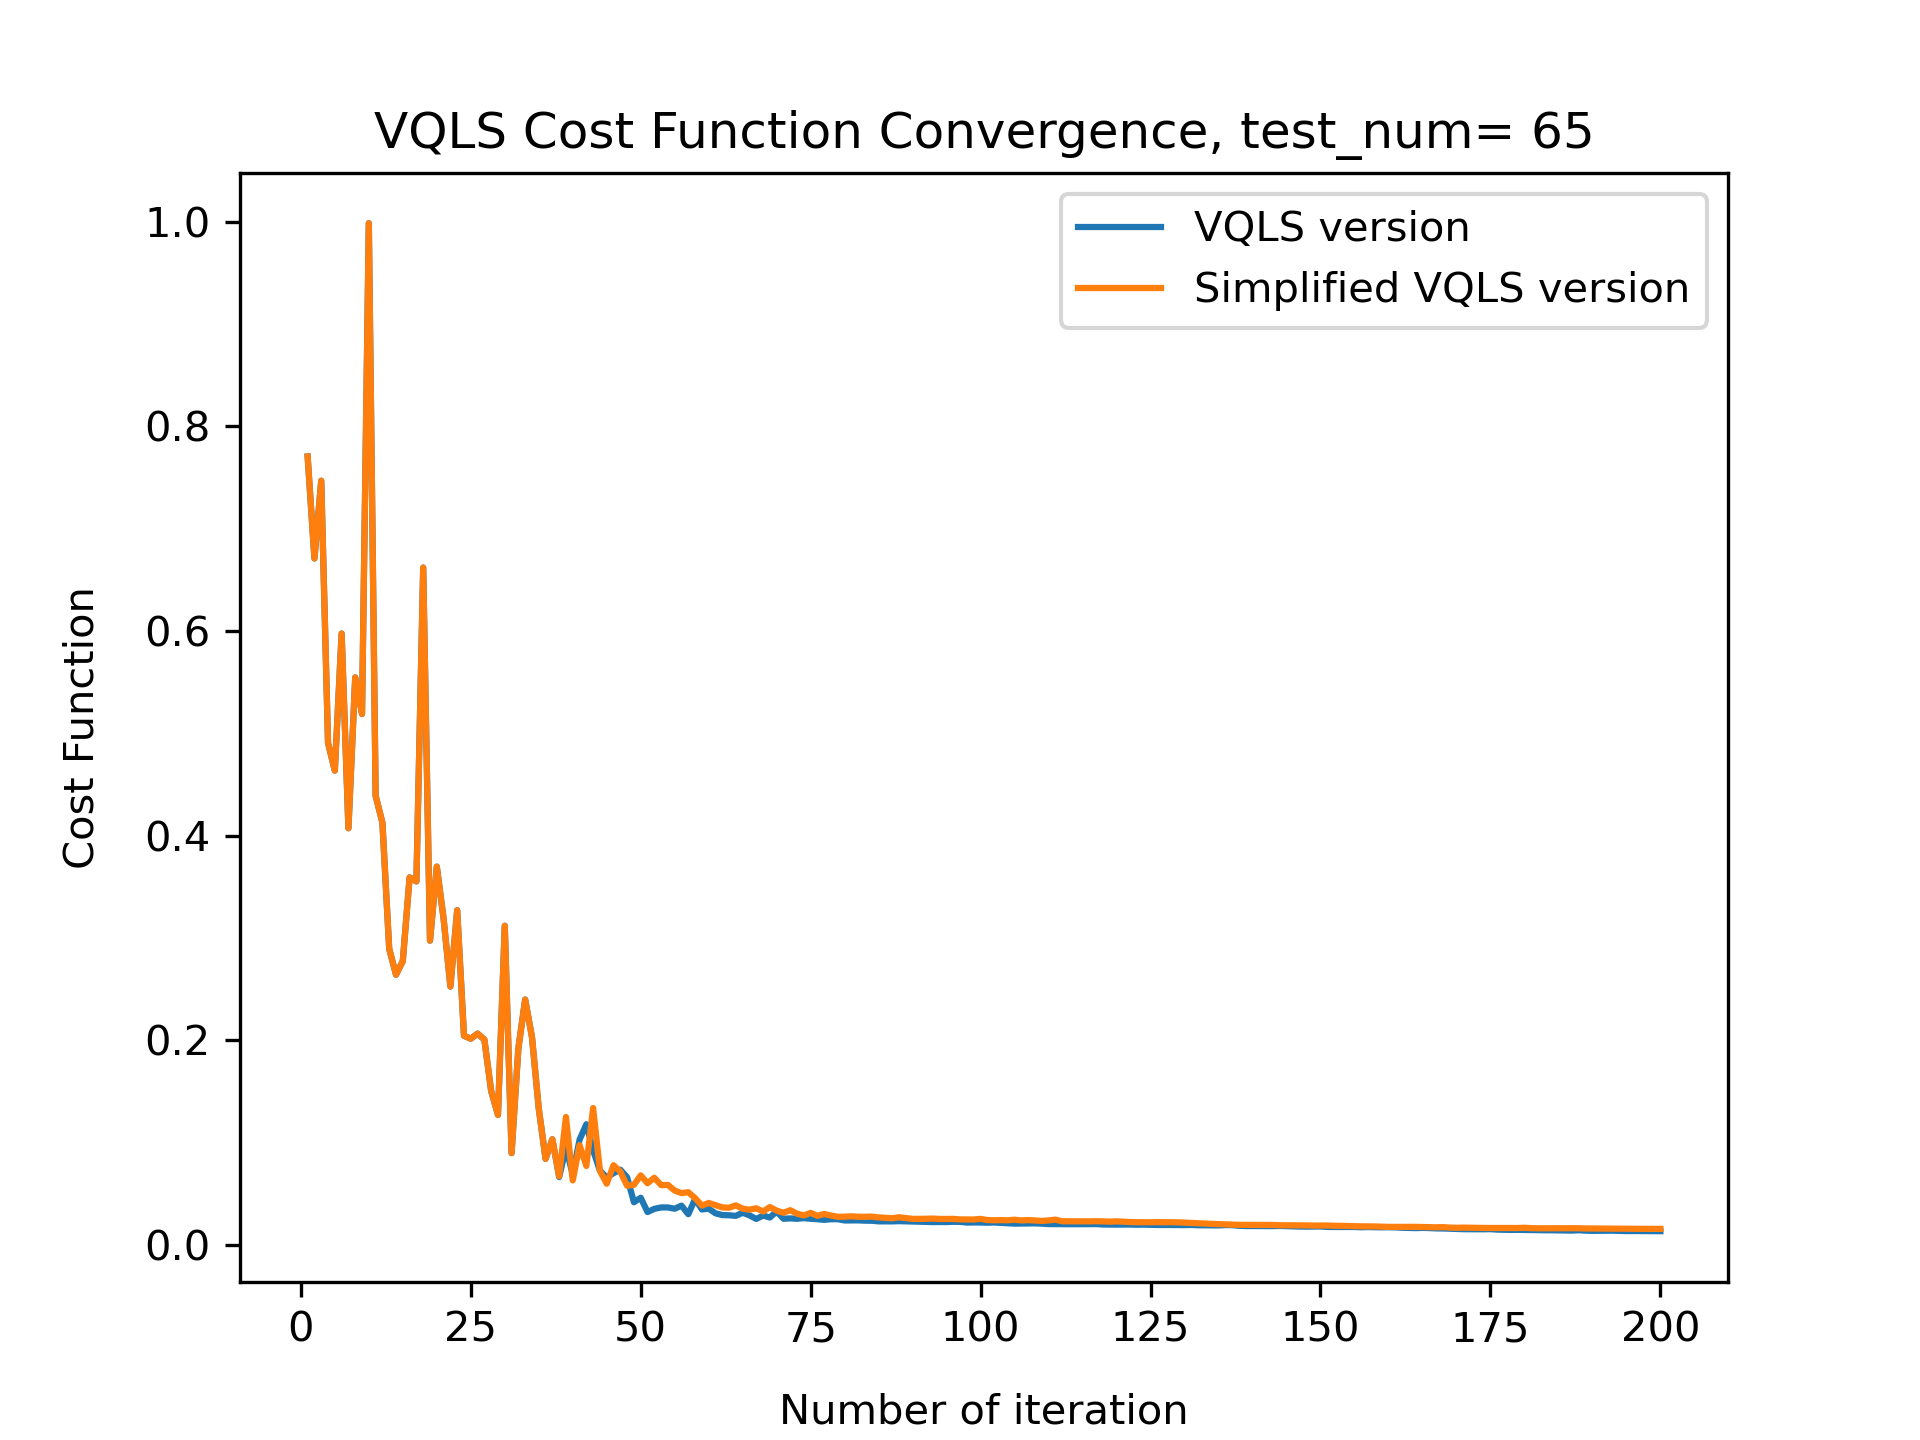 VQLS Cost Function Convergence, test_num= 65
VQLS version
Simplified VQLS version
1.0
0.8
0.6
0.4
0.2
0.0
Cost Function
0 25 50 75 100 125 150 175 200
Number of iteration